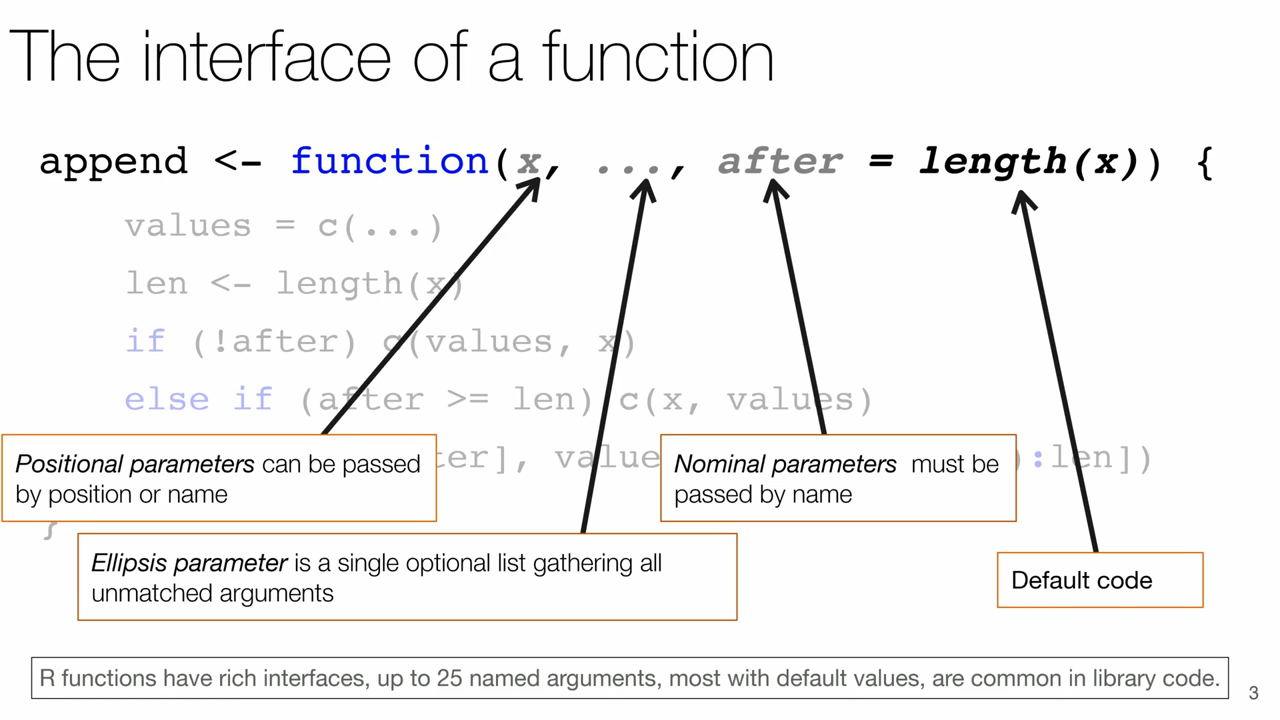 The interface of a function
append <- function(x, ..., after = length(x)) {
values = c(...)
len <- length(x)
if (!after) c(values, x)
else if (after >= len) c(x, values)
ter], value ):len])
}
Positional parameters can be passed
by position or name
Nominal parameters must be
passed by name
Ellipsis parameter is a single optional list gathering all
unmatched arguments
Default code
R functions have rich interfaces, up to 25 named arguments, most with default values, are common in library code.
3